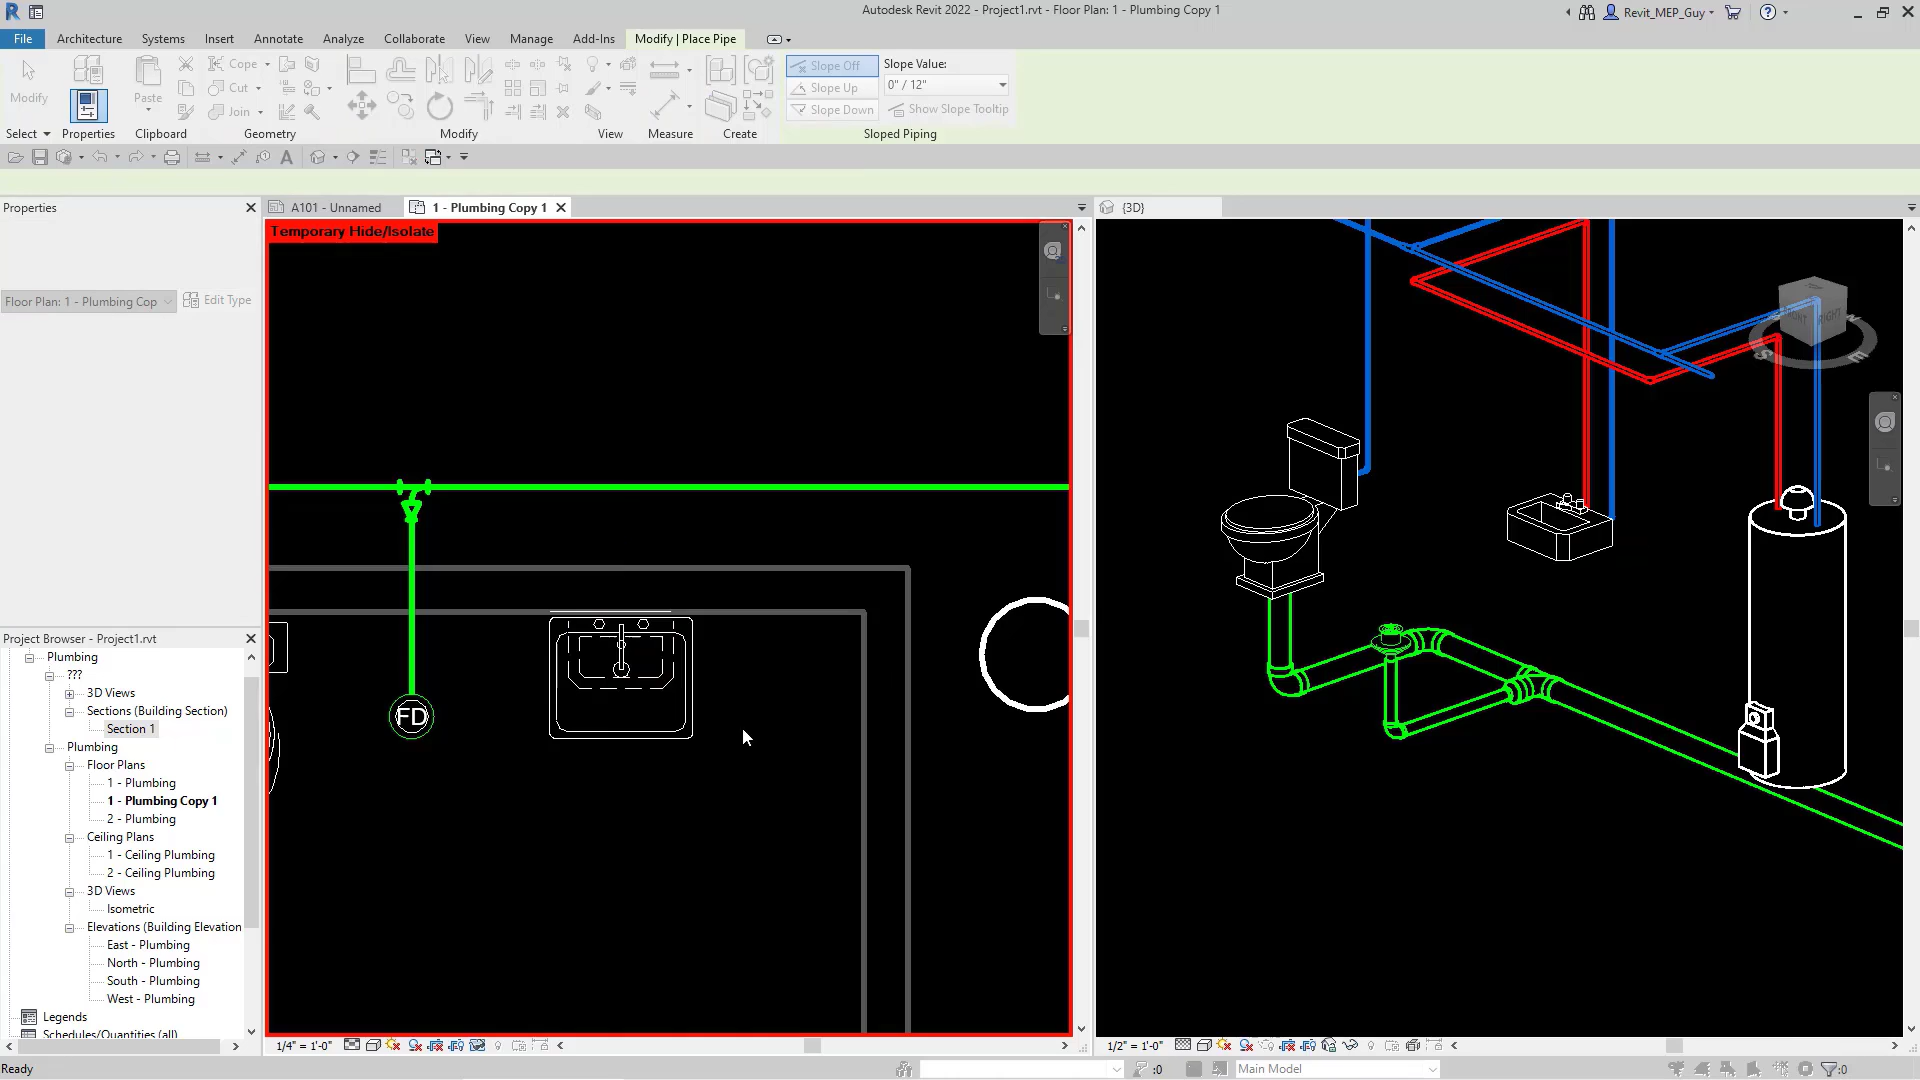 Autodesk Revit 2022 - Project1.rvt - Floor Plan: 1 - Plumbing Copy 1
Revit_MEP_Guy
File Architecture Systems Insert Annotate Analyze Collaborate View Manage Add-Ins Modify | Place Pipe
Modify
Paste
Cope
Cut
Join
Slope Off
Slope Up
Slope Down
Slope Value:
0" / 12"
Show Slope Tooltip
Select Properties Clipboard Geometry Modify View Measure Create Sloped Piping
Properties
A101 - Unnamed
1 - Plumbing Copy 1
{3D}
Temporary Hide/Isolate
Floor Plan: 1 - Plumbing Cop
Edit Type
FD
TOP
FRONT
RIGHT
S
E
N
Project Browser - Project1.rvt
Plumbing
???
3D Views
Sections (Building Section)
Section 1
Plumbing
Floor Plans
1 - Plumbing
1 - Plumbing Copy 1
2 - Plumbing
Ceiling Plans
1 - Ceiling Plumbing
2 - Ceiling Plumbing
3D Views
Isometric
Elevations (Building Elevation
East - Plumbing
North - Plumbing
South - Plumbing
West - Plumbing
Legends
Schedules/Quantities (all)
1/4" = 1'-0"
1/2" = 1'-0"
Ready
:0
Main Model
:0